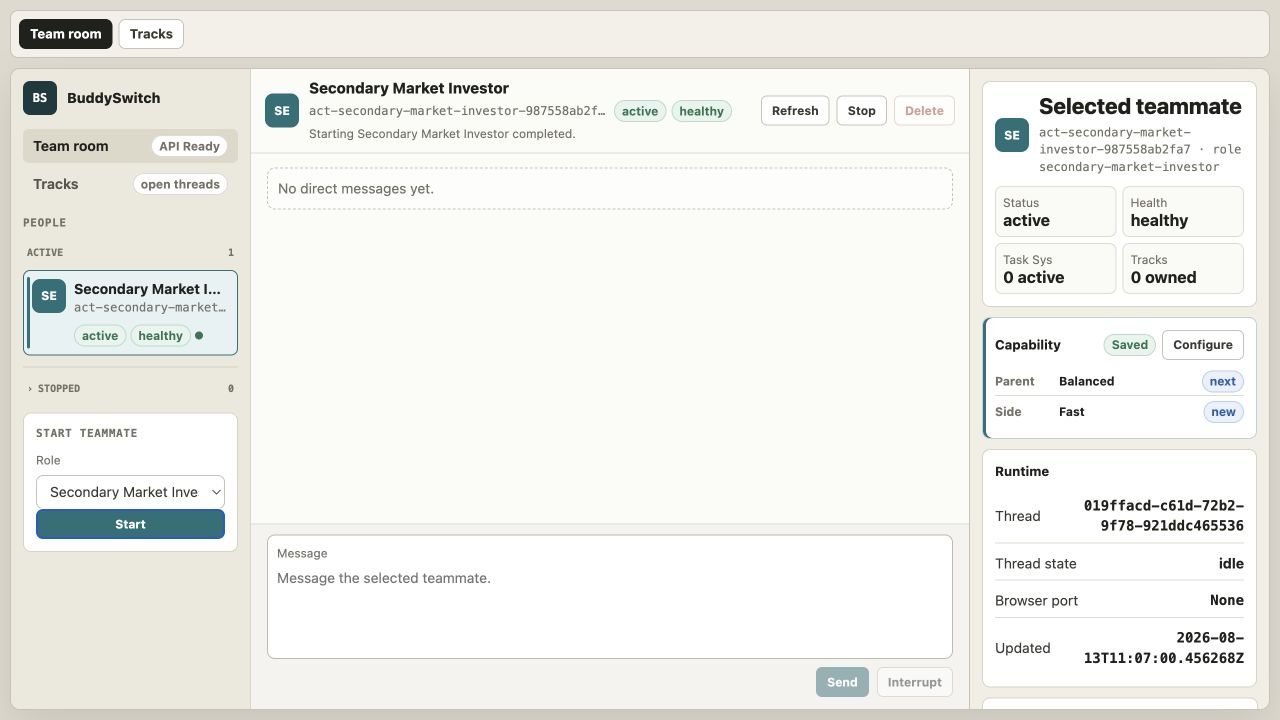 Team room
Tracks
BS
BuddySwitch
Team room
API Ready
Tracks
open threads
PEOPLE
ACTIVE
1
SE
Secondary Market I...
act-secondary-market…
active
healthy
› STOPPED
0
START TEAMMATE
Role
Secondary Market Inve
Start
SE
Secondary Market Investor
act-secondary-market-investor-987558ab2f…
active
healthy
Starting Secondary Market Investor completed.
Refresh
Stop
Delete
No direct messages yet.
Message
Message the selected teammate.
Send
Interrupt
SE
Selected teammate
act-secondary-market-
investor-987558ab2fa7 · role
secondary-market-investor
Status
active
Health
healthy
Task Sys
0 active
Tracks
0 owned
Capability
Saved
Configure
Parent
Balanced
next
Side
Fast
new
Runtime
Thread
019ffacd-c61d-72b2-
9f78-921ddc465536
Thread state
idle
Browser port
None
Updated
2026-08-
13T11:07:00.456268Z